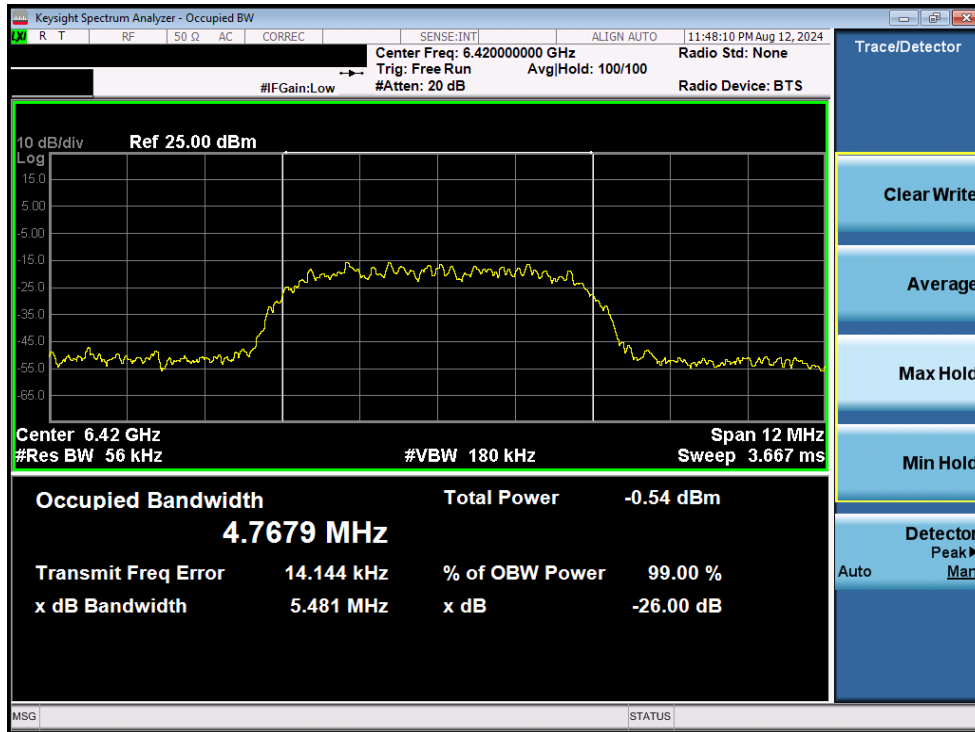 Keysight Spectrum Analyzer - Occupied BW
LXI R T RF 50 Ω AC CORREC SENSE:INT ALIGN AUTO 11:48:10 PM Aug 12, 2024
Center Freq: 6.420000000 GHz Radio Std: None
Trig: Free Run Avg|Hold: 100/100
#IFGain:Low #Atten: 20 dB Radio Device: BTS
Trace/Detector
10 dB/div Ref 25.00 dBm
Log
15.0
5.00
-5.00
-15.0
-25.0
-35.0
-45.0
-55.0
-65.0
Center 6.42 GHz Span 12 MHz
#Res BW 56 kHz #VBW 180 kHz Sweep 3.667 ms
Occupied Bandwidth Total Power -0.54 dBm
4.7679 MHz
Transmit Freq Error 14.144 kHz % of OBW Power 99.00 %
x dB Bandwidth 5.481 MHz x dB -26.00 dB
Clear Write
Average
Max Hold
Min Hold
Detector
Peak
Auto Man
MSG STATUS